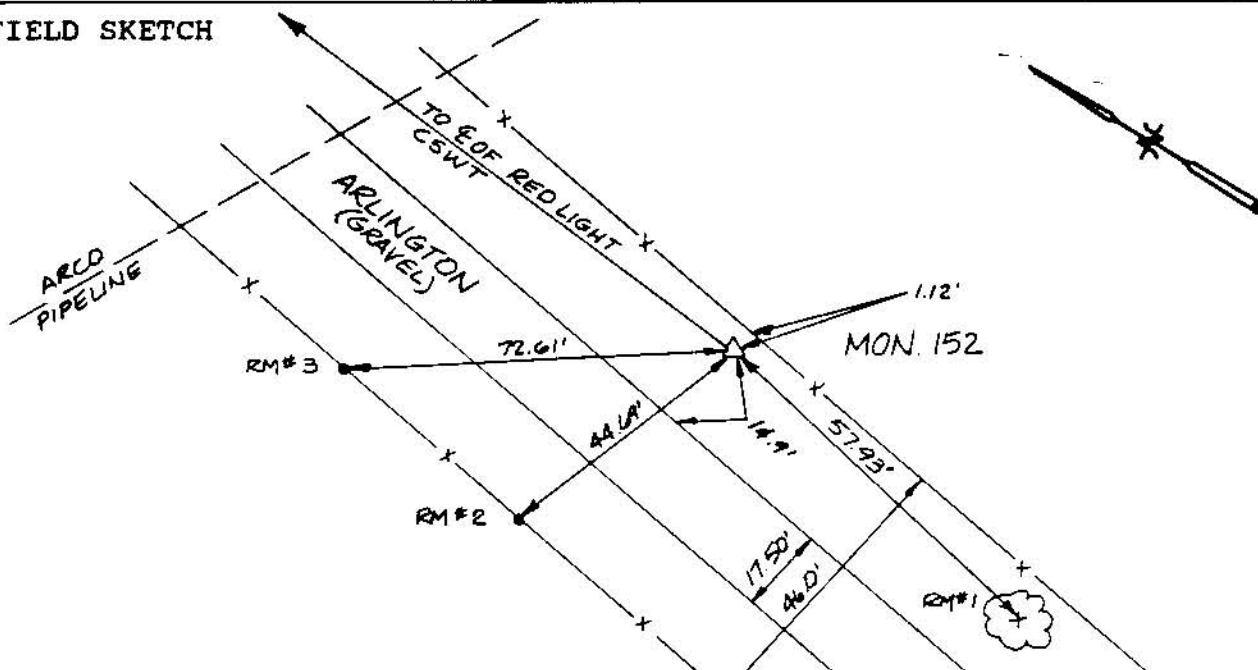 FIELD SKETCH
TO ℄ OF RED LIGHT
CSWT
ARLINGTON
(GRAVEL)
ARCO
PIPELINE
1.12'
MON. 152
72.61'
RM#3
44.69'
14.9'
57.93'
RM#2
17.50'
46.0'
RM#1